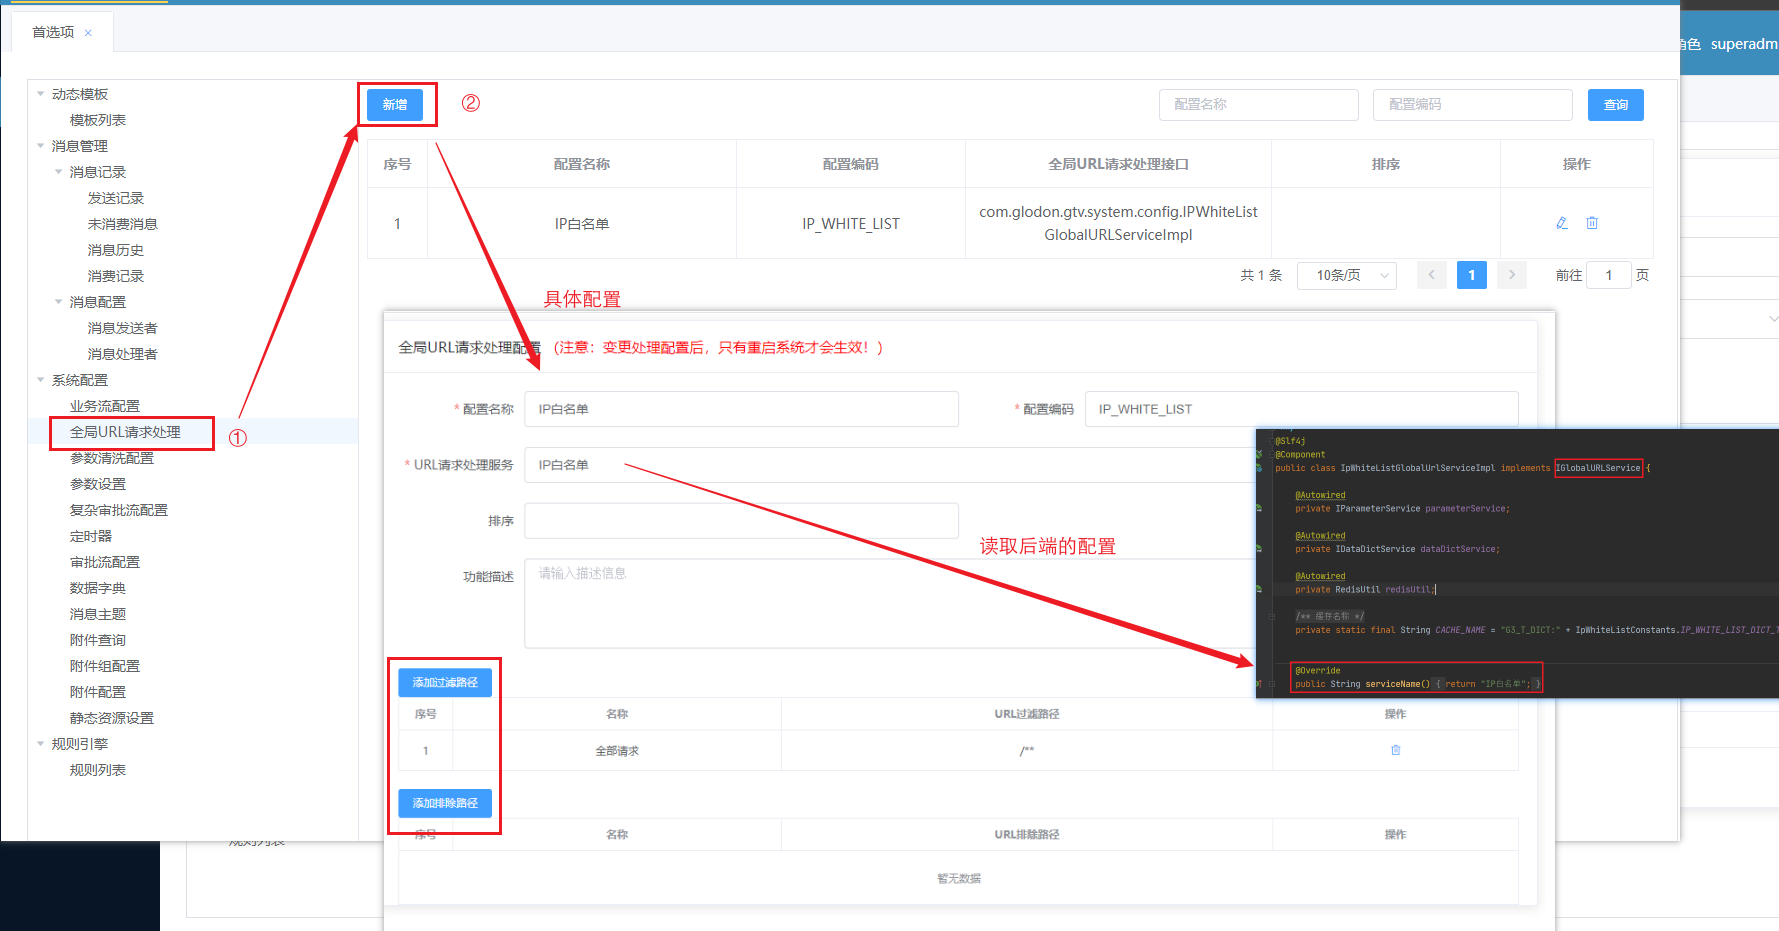 首选项 ×
角色 superadm
动态模板
模板列表
消息管理
消息记录
发送记录
未消费消息
消息历史
消费记录
消息配置
消息发送者
消息处理者
系统配置
业务流配置
全局URL请求处理
①
参数清洗配置
参数设置
复杂审批流配置
定时器
审批流配置
数据字典
消息主题
附件查询
附件组配置
附件配置
静态资源设置
规则引擎
规则列表
规则列表
新增
②
配置名称
配置编码
查询
序号 配置名称 配置编码 全局URL请求处理接口 排序 操作
1 IP白名单 IP_WHITE_LIST com.glodon.gtv.system.config.IPWhiteList
GlobalURLServiceImpl
共 1 条 10条/页 < 1 > 前往 1 页
具体配置
全局URL请求处理配置 (注意：变更处理配置后，只有重启系统才会生效！)
* 配置名称 IP白名单
* 配置编码 IP_WHITE_LIST
* URL请求处理服务 IP白名单
排序
读取后端的配置
功能描述 请输入描述信息
@Slf4j
@Component
public class IpWhiteListGlobalUrlServiceImpl implements IGlobalURLService {
@Autowired
private IParameterService parameterService;
@Autowired
private IDataDictService dataDictService;
@Autowired
private RedisUtil redisUtil;
/** 缓存名称 */
private static final String CACHE_NAME = "G3_T_DICT:" + IpWhiteListConstants.IP_WHITE_LIST_DICT_T
@Override
public String serviceName() { return "IP白名单"; }
添加过滤路径
序号 名称 URL过滤路径 操作
1 全部请求 /**
添加排除路径
序号 名称 URL排除路径 操作
暂无数据